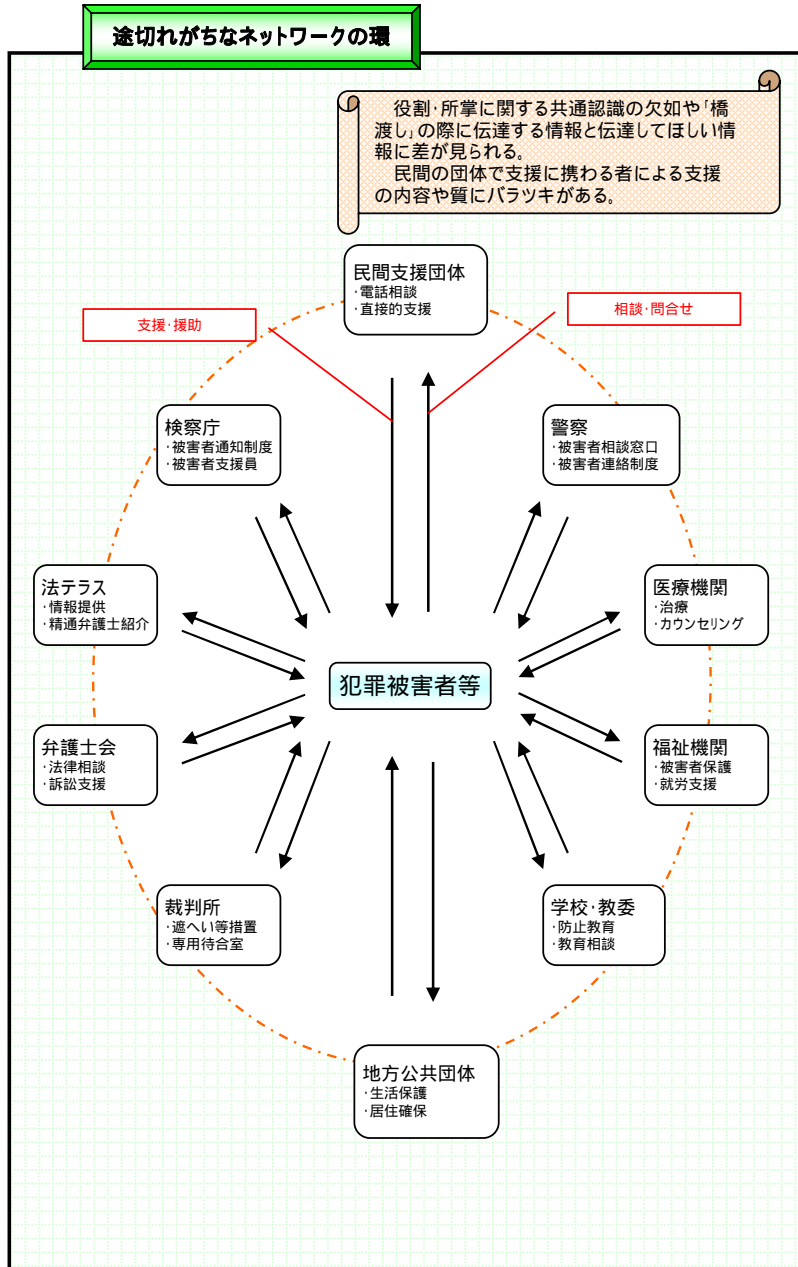 途切れがちなネットワークの環
役割・所掌に関する共通認識の欠如や「橋
渡し」の際に伝達する情報と伝達してほしい情
報に差が見られる。
民間の団体で支援に携わる者による支援
の内容や質にバラツキがある。
民間支援団体
・電話相談
・直接的支援
支援・援助
相談・問合せ
検察庁
・被害者通知制度
・被害者支援員
警察
・被害者相談窓口
・被害者連絡制度
法テラス
・情報提供
・精通弁護士紹介
医療機関
・治療
・カウンセリング
犯罪被害者等
弁護士会
・法律相談
・訴訟支援
福祉機関
・被害者保護
・就労支援
裁判所
・遮へい等措置
・専用待合室
学校・教委
・防止教育
・教育相談
地方公共団体
・生活保護
・居住確保